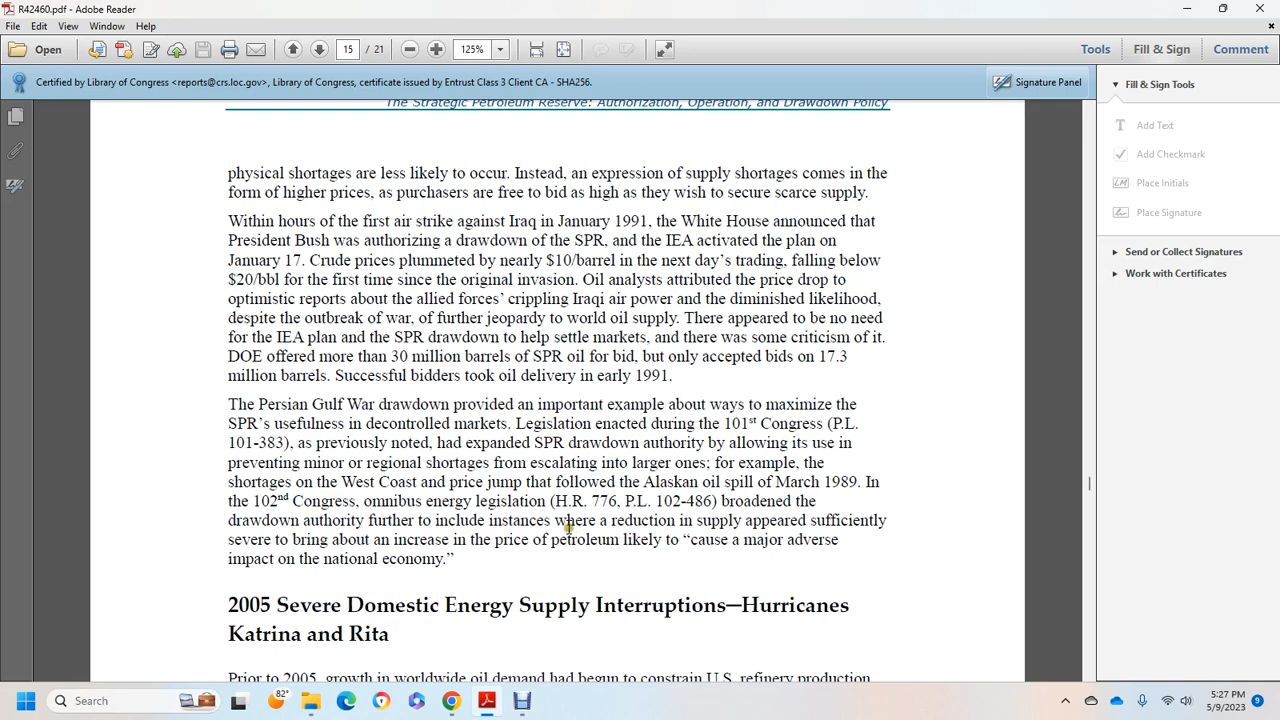 R42460.pdf - Adobe Reader
File Edit View Window Help
Open 15 / 21 125% Tools Fill & Sign Comment
Certified by Library of Congress <reports@crs.loc.gov>, Library of Congress, certificate issued by Entrust Class 3 Client CA - SHA256.
Signature Panel
Fill & Sign Tools
Add Text
Add Checkmark
Place Initials
Place Signature
Send or Collect Signatures
Work with Certificates
The Strategic Petroleum Reserve: Authorization, Operation, and Drawdown Policy
physical shortages are less likely to occur. Instead, an expression of supply shortages comes in the
form of higher prices, as purchasers are free to bid as high as they wish to secure scarce supply.
Within hours of the first air strike against Iraq in January 1991, the White House announced that
President Bush was authorizing a drawdown of the SPR, and the IEA activated the plan on
January 17. Crude prices plummeted by nearly $10/barrel in the next day’s trading, falling below
$20/bbl for the first time since the original invasion. Oil analysts attributed the price drop to
optimistic reports about the allied forces’ crippling Iraqi air power and the diminished likelihood,
despite the outbreak of war, of further jeopardy to world oil supply. There appeared to be no need
for the IEA plan and the SPR drawdown to help settle markets, and there was some criticism of it.
DOE offered more than 30 million barrels of SPR oil for bid, but only accepted bids on 17.3
million barrels. Successful bidders took oil delivery in early 1991.
The Persian Gulf War drawdown provided an important example about ways to maximize the
SPR’s usefulness in decontrolled markets. Legislation enacted during the 101st Congress (P.L.
101-383), as previously noted, had expanded SPR drawdown authority by allowing its use in
preventing minor or regional shortages from escalating into larger ones; for example, the
shortages on the West Coast and price jump that followed the Alaskan oil spill of March 1989. In
the 102nd Congress, omnibus energy legislation (H.R. 776, P.L. 102-486) broadened the
drawdown authority further to include instances where a reduction in supply appeared sufficiently
severe to bring about an increase in the price of petroleum likely to “cause a major adverse
impact on the national economy.”
2005 Severe Domestic Energy Supply Interruptions—Hurricanes
Katrina and Rita
Prior to 2005, growth in worldwide oil demand had begun to constrain U.S. refinery production
Search
82°
5:27 PM
5/9/2023
9